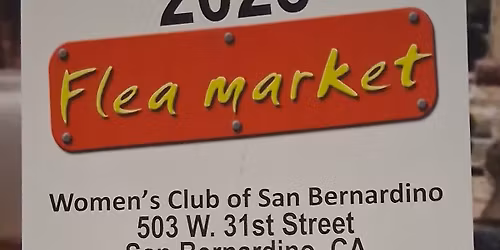 Flea market
Women's Club of San Bernardino
503 W. 31st Street
San Bernardino, CA